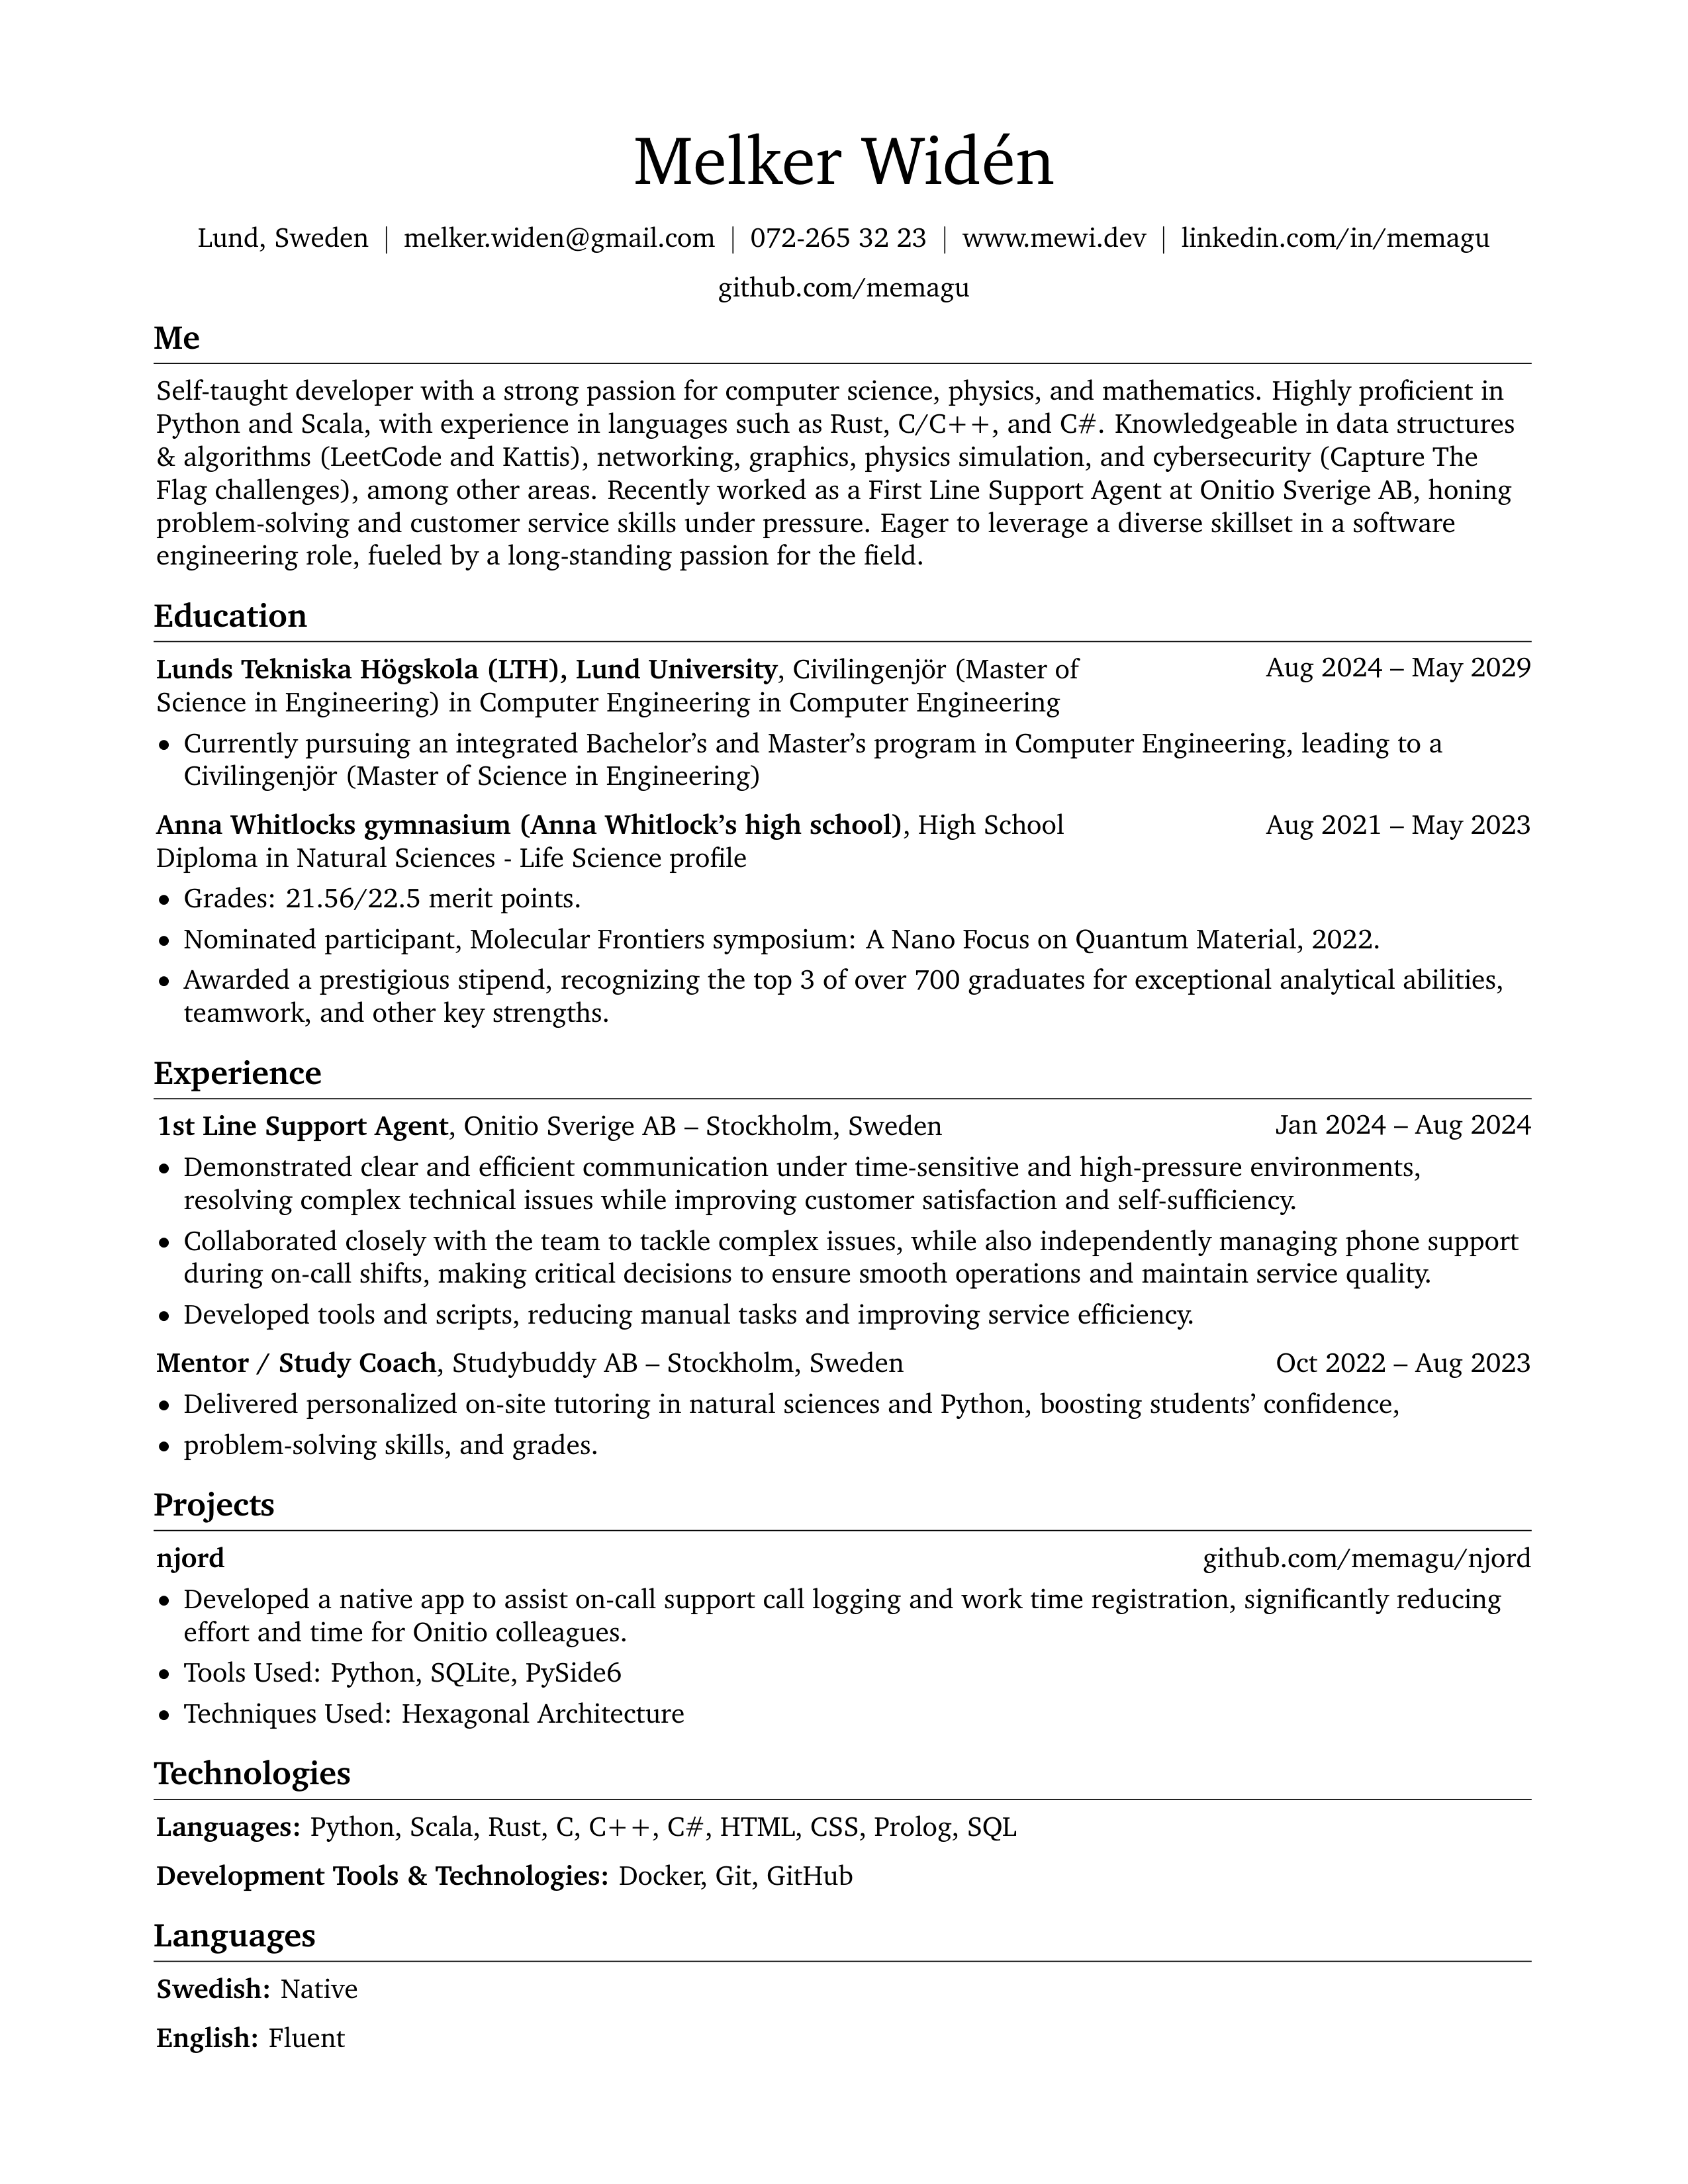 Melker Widén
Lund, Sweden | melker.widen@gmail.com | 072-265 32 23 | www.mewi.dev | linkedin.com/in/memagu
github.com/memagu
Me
Self-taught developer with a strong passion for computer science, physics, and mathematics. Highly proficient in
Python and Scala, with experience in languages such as Rust, C/C++, and C#. Knowledgeable in data structures
& algorithms (LeetCode and Kattis), networking, graphics, physics simulation, and cybersecurity (Capture The
Flag challenges), among other areas. Recently worked as a First Line Support Agent at Onitio Sverige AB, honing
problem-solving and customer service skills under pressure. Eager to leverage a diverse skillset in a software
engineering role, fueled by a long-standing passion for the field.
Education
Lunds Tekniska Högskola (LTH), Lund University, Civilingenjör (Master of Aug 2024 – May 2029
Science in Engineering) in Computer Engineering in Computer Engineering
• Currently pursuing an integrated Bachelor’s and Master’s program in Computer Engineering, leading to a
Civilingenjör (Master of Science in Engineering)
Anna Whitlocks gymnasium (Anna Whitlock’s high school), High School Aug 2021 – May 2023
Diploma in Natural Sciences - Life Science profile
• Grades: 21.56/22.5 merit points.
• Nominated participant, Molecular Frontiers symposium: A Nano Focus on Quantum Material, 2022.
• Awarded a prestigious stipend, recognizing the top 3 of over 700 graduates for exceptional analytical abilities,
teamwork, and other key strengths.
Experience
1st Line Support Agent, Onitio Sverige AB – Stockholm, Sweden Jan 2024 – Aug 2024
• Demonstrated clear and efficient communication under time-sensitive and high-pressure environments,
resolving complex technical issues while improving customer satisfaction and self-sufficiency.
• Collaborated closely with the team to tackle complex issues, while also independently managing phone support
during on-call shifts, making critical decisions to ensure smooth operations and maintain service quality.
• Developed tools and scripts, reducing manual tasks and improving service efficiency.
Mentor / Study Coach, Studybuddy AB – Stockholm, Sweden Oct 2022 – Aug 2023
• Delivered personalized on-site tutoring in natural sciences and Python, boosting students’ confidence,
• problem-solving skills, and grades.
Projects
njord github.com/memagu/njord
• Developed a native app to assist on-call support call logging and work time registration, significantly reducing
effort and time for Onitio colleagues.
• Tools Used: Python, SQLite, PySide6
• Techniques Used: Hexagonal Architecture
Technologies
Languages: Python, Scala, Rust, C, C++, C#, HTML, CSS, Prolog, SQL
Development Tools & Technologies: Docker, Git, GitHub
Languages
Swedish: Native
English: Fluent